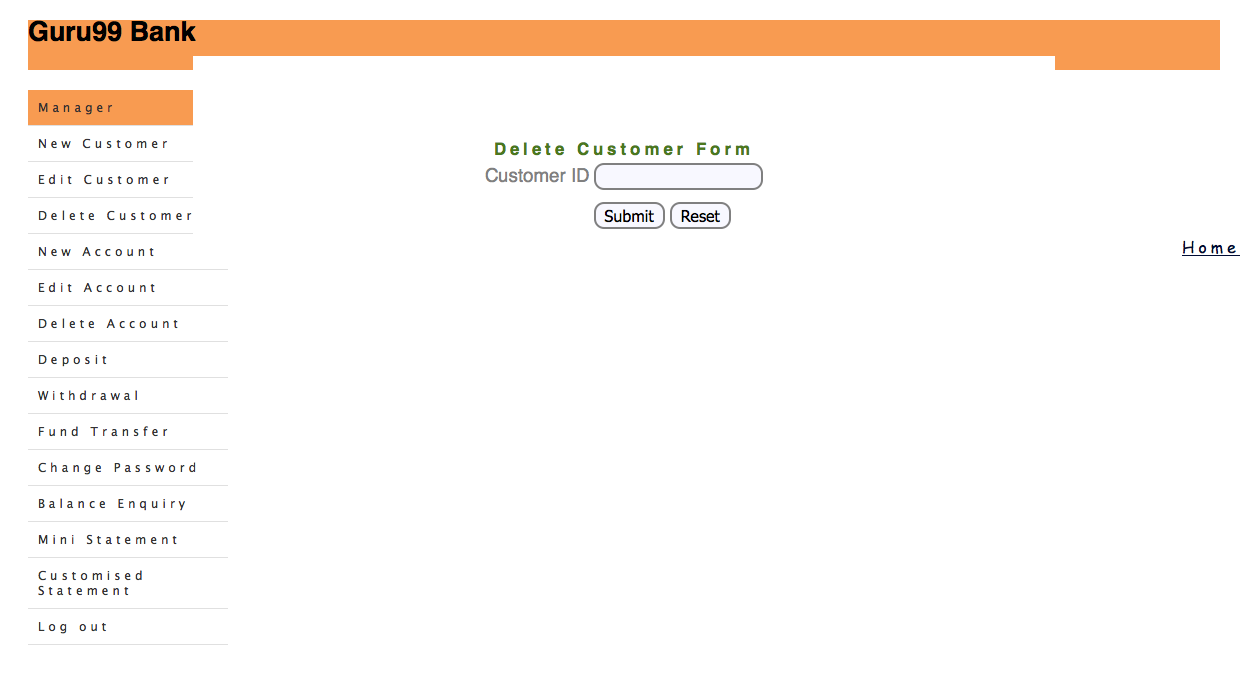 Guru99 Bank
Manager
New Customer
Edit Customer
Delete Customer
New Account
Edit Account
Delete Account
Deposit
Withdrawal
Fund Transfer
Change Password
Balance Enquiry
Mini Statement
Customised
Statement
Log out
Delete Customer Form
Customer ID
Submit Reset
Home